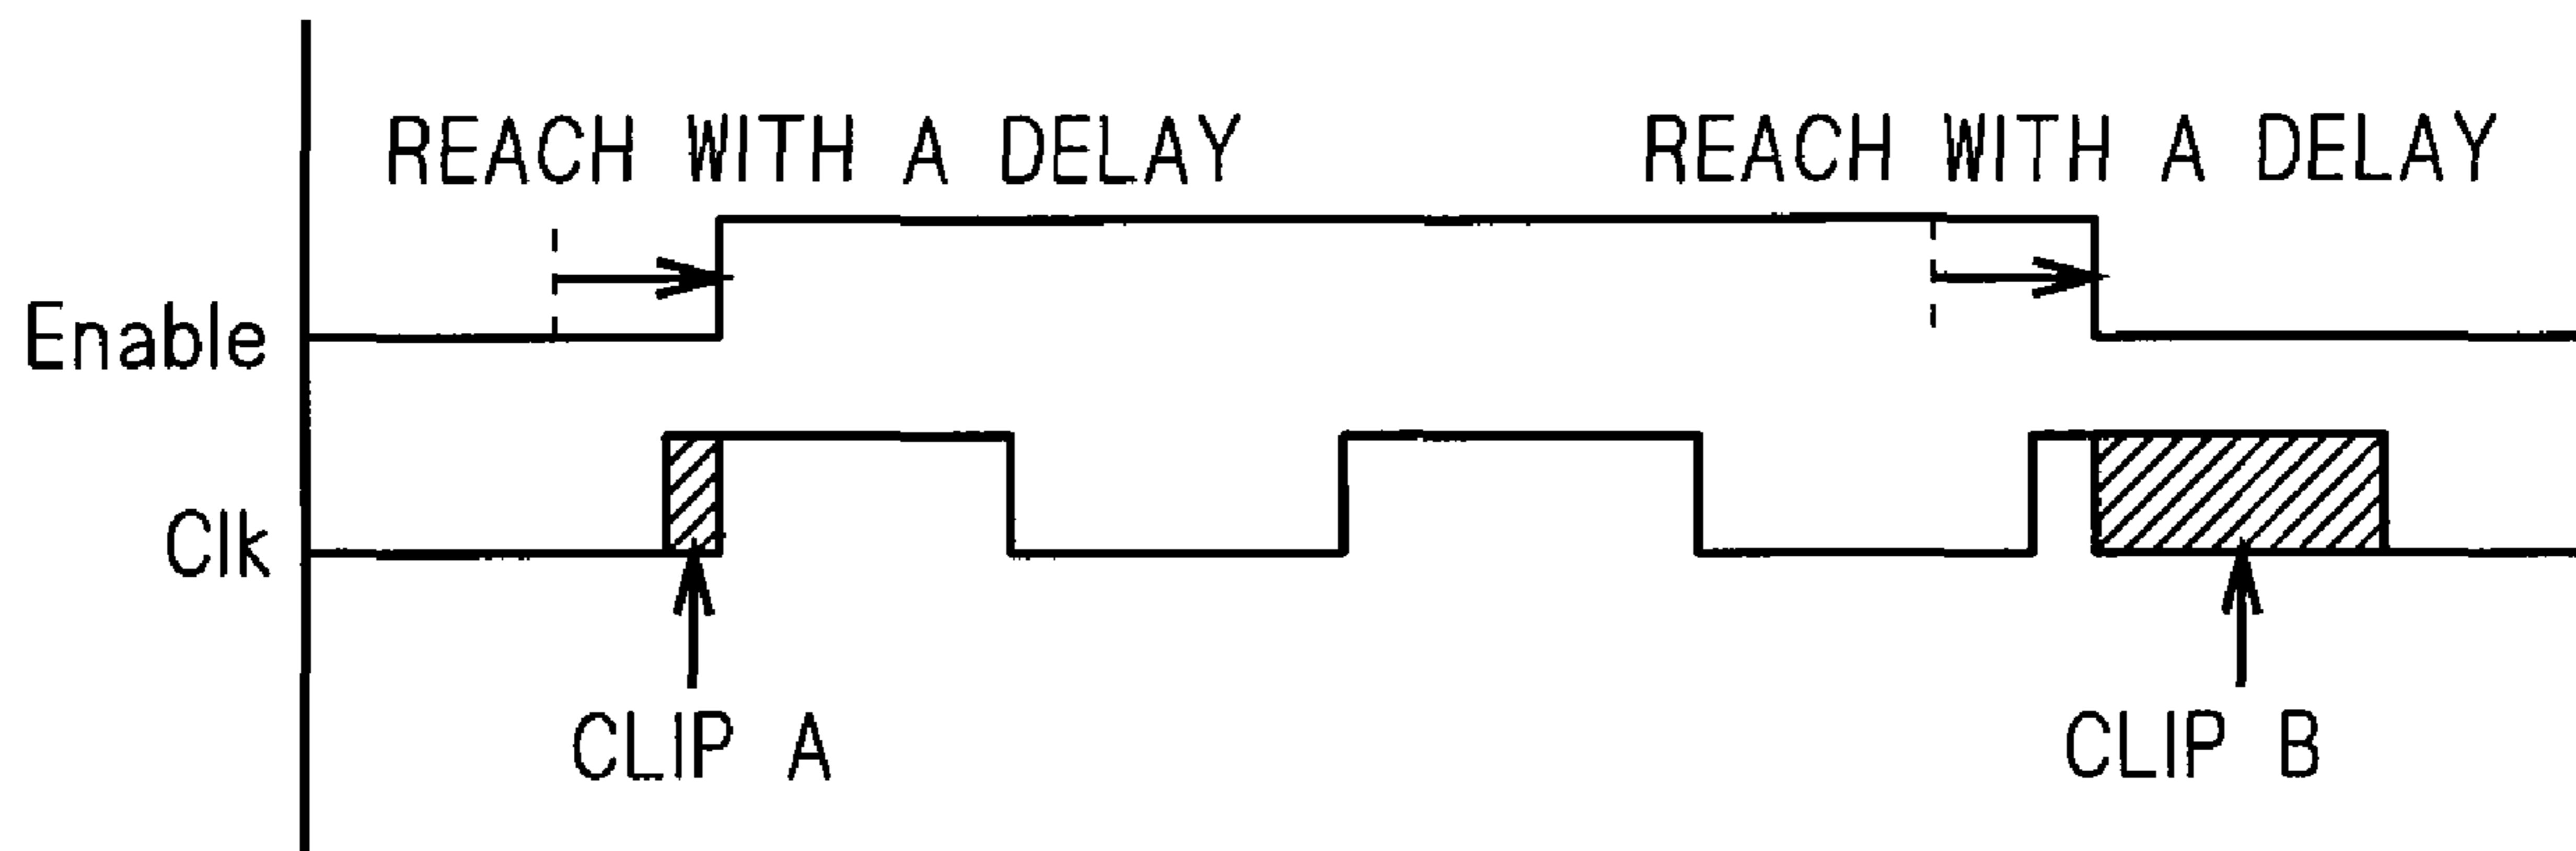 REACH WITH A DELAY
REACH WITH A DELAY
Enable
Clk
CLIP A
CLIP B